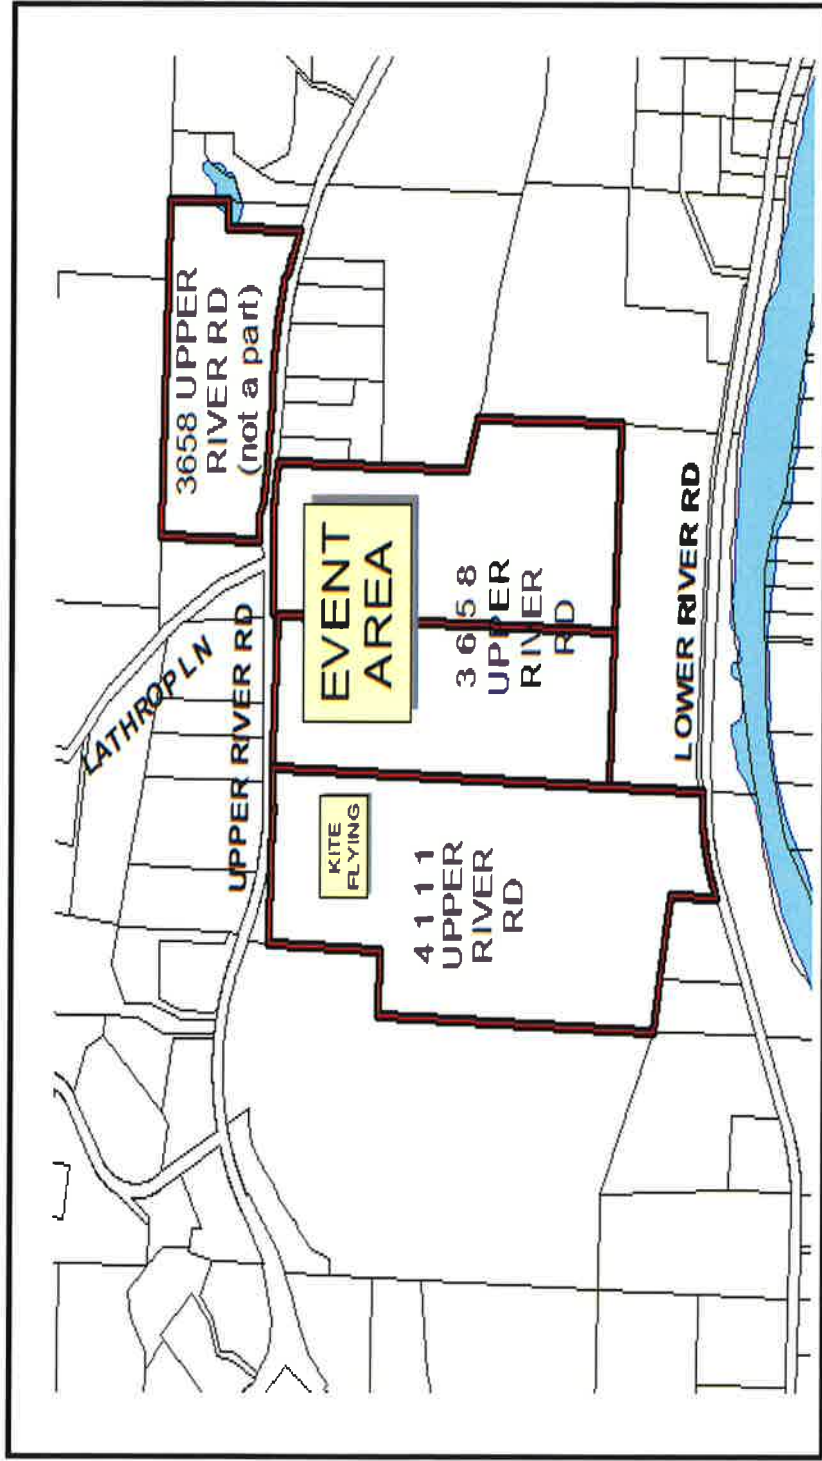 3658 UPPER
RIVER RD
(not a part)
LATHROP LN
UPPER RIVER RD
EVENT
AREA
3658
UPPER
RIVER
RD
KITE
FLYING
4111
UPPER
RIVER
RD
LOWER RIVER RD